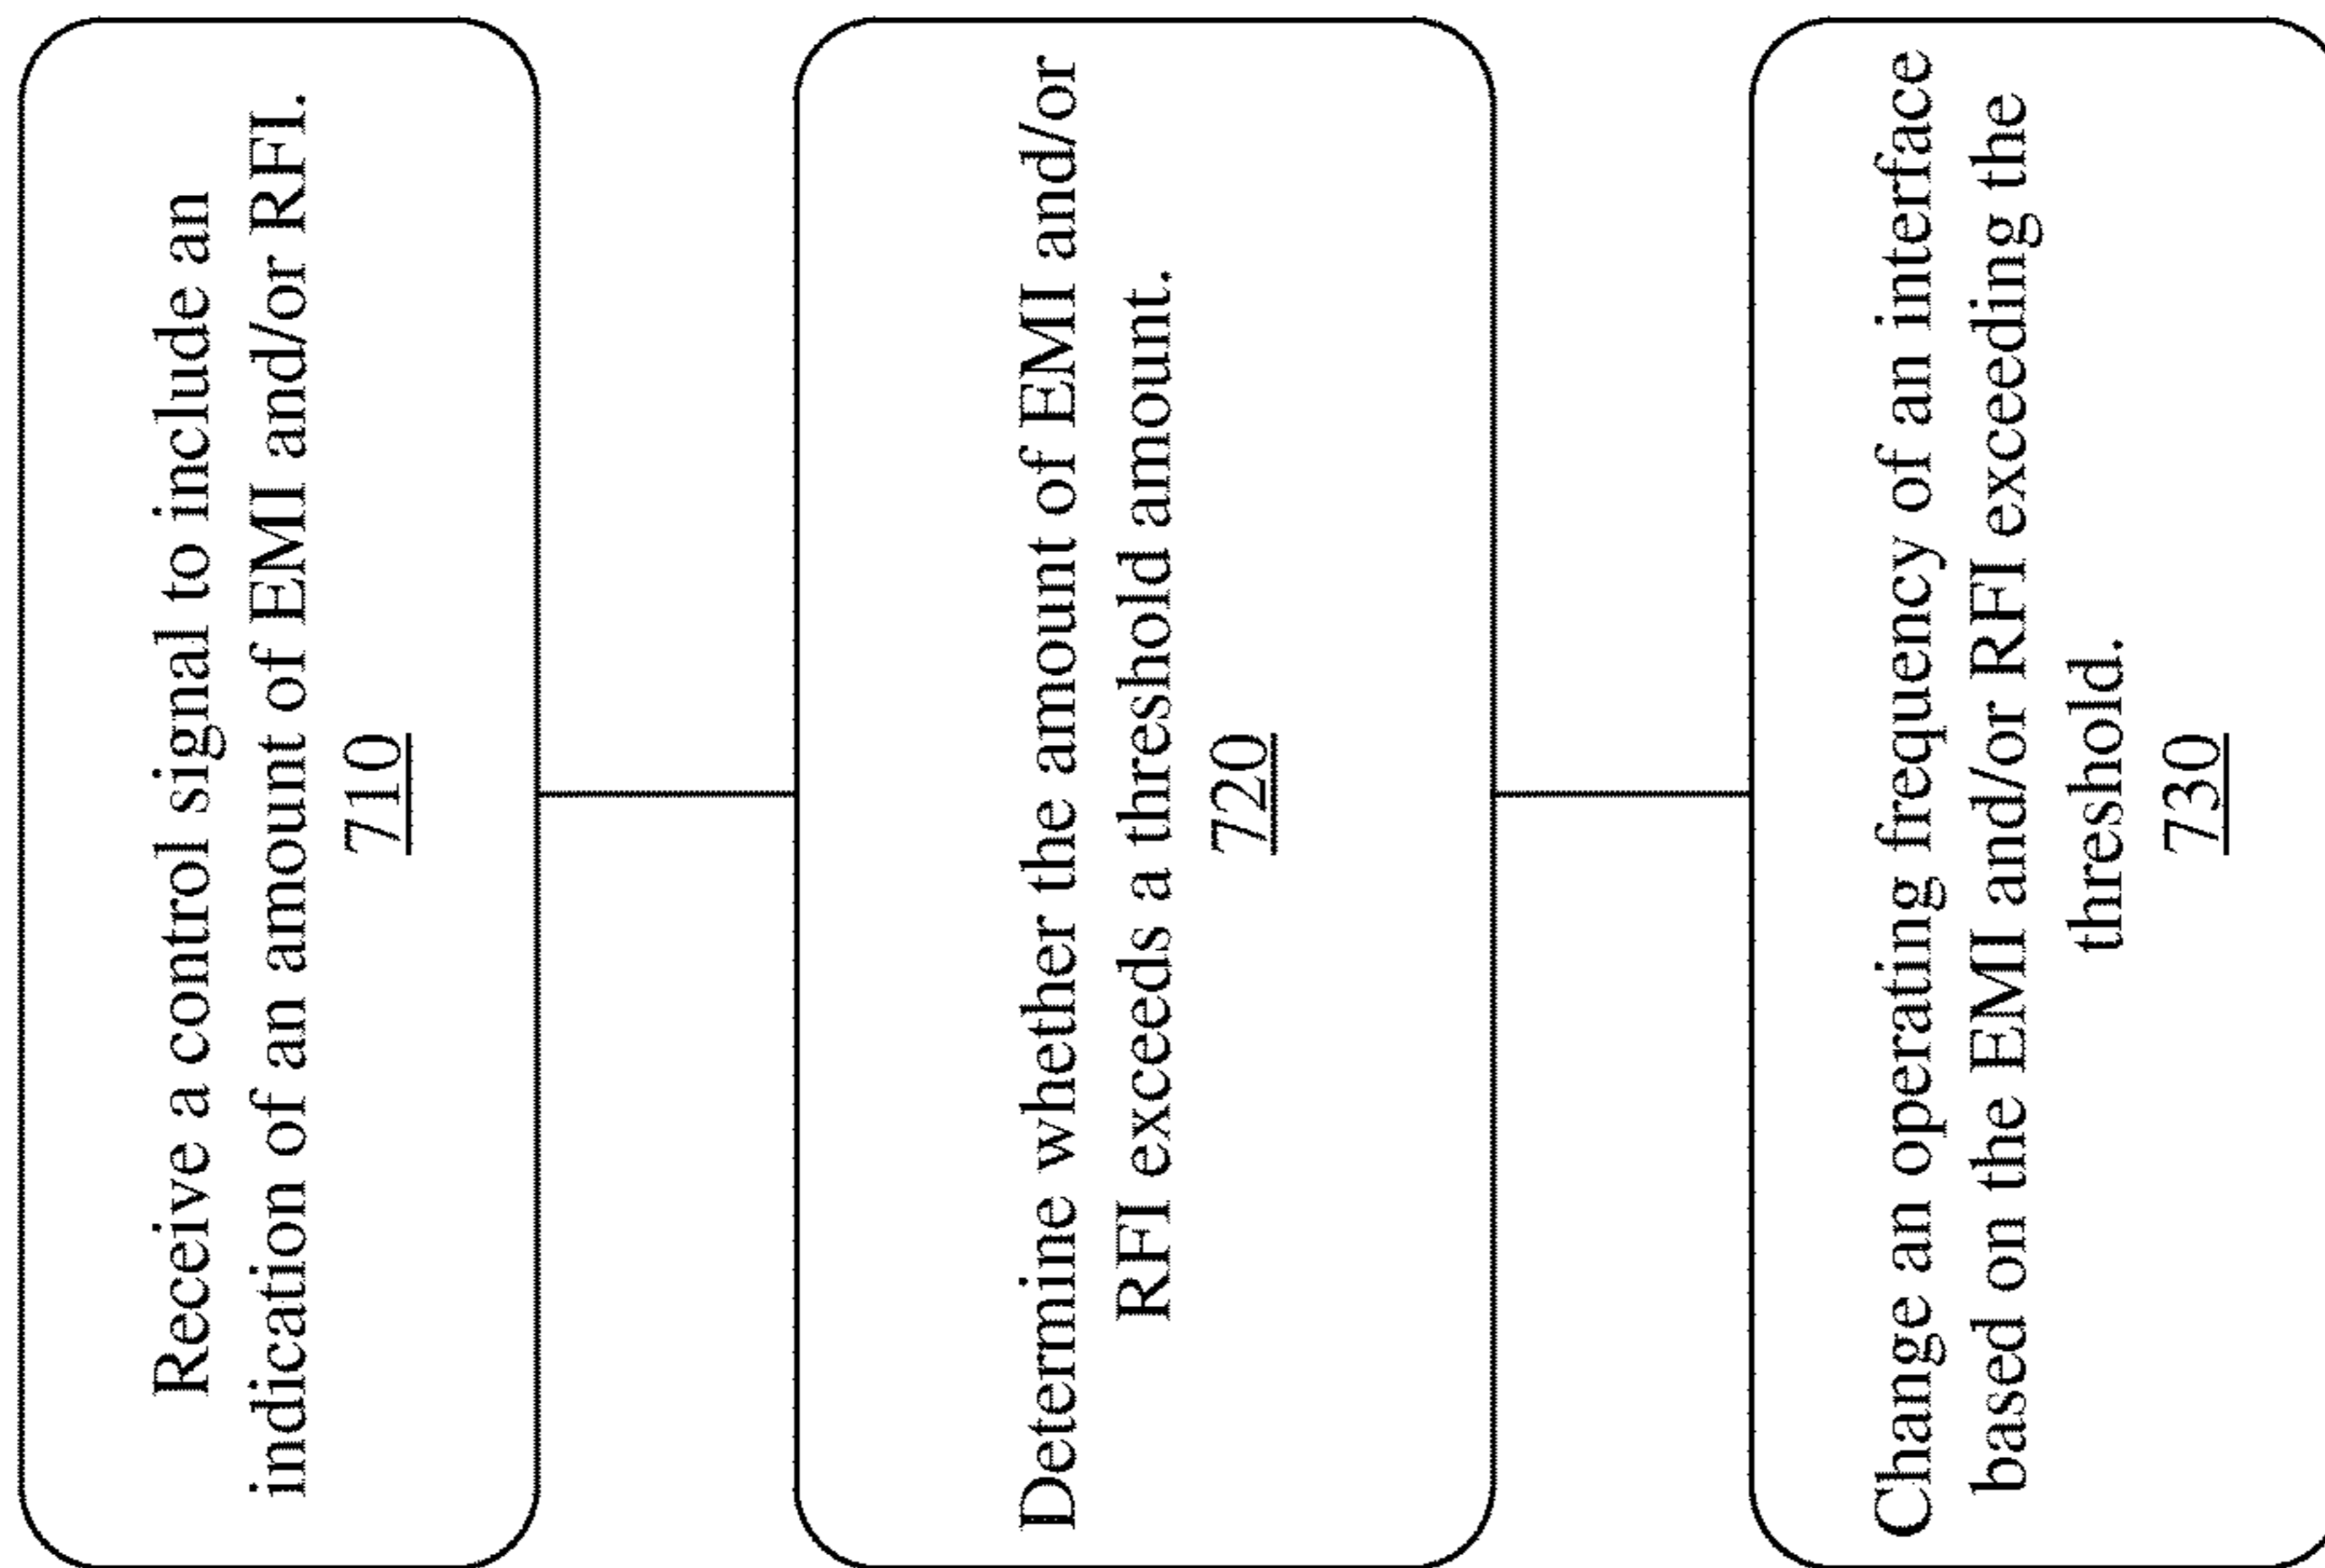 Receive a control signal to include an
indication of an amount of EMI and/or RFI.
710
Determine whether the amount of EMI and/or
RFI exceeds a threshold amount.
720
Change an operating frequency of an interface
based on the EMI and/or RFI exceeding the
threshold.
730